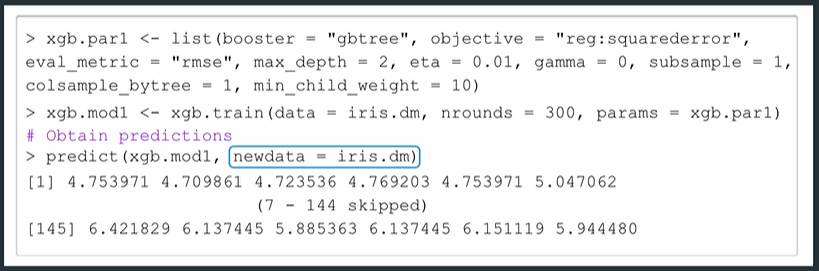 > xgb.par1 <- list(booster = "gbtree", objective = "reg:squarederror",
eval_metric = "rmse", max_depth = 2, eta = 0.01, gamma = 0, subsample = 1,
colsample_bytree = 1, min_child_weight = 10)
> xgb.mod1 <- xgb.train(data = iris.dm, nrounds = 300, params = xgb.par1)
# Obtain predictions
> predict(xgb.mod1, newdata = iris.dm)
[1] 4.753971 4.709861 4.723536 4.769203 4.753971 5.047062
(7 - 144 skipped)
[145] 6.421829 6.137445 5.885363 6.137445 6.151119 5.944480